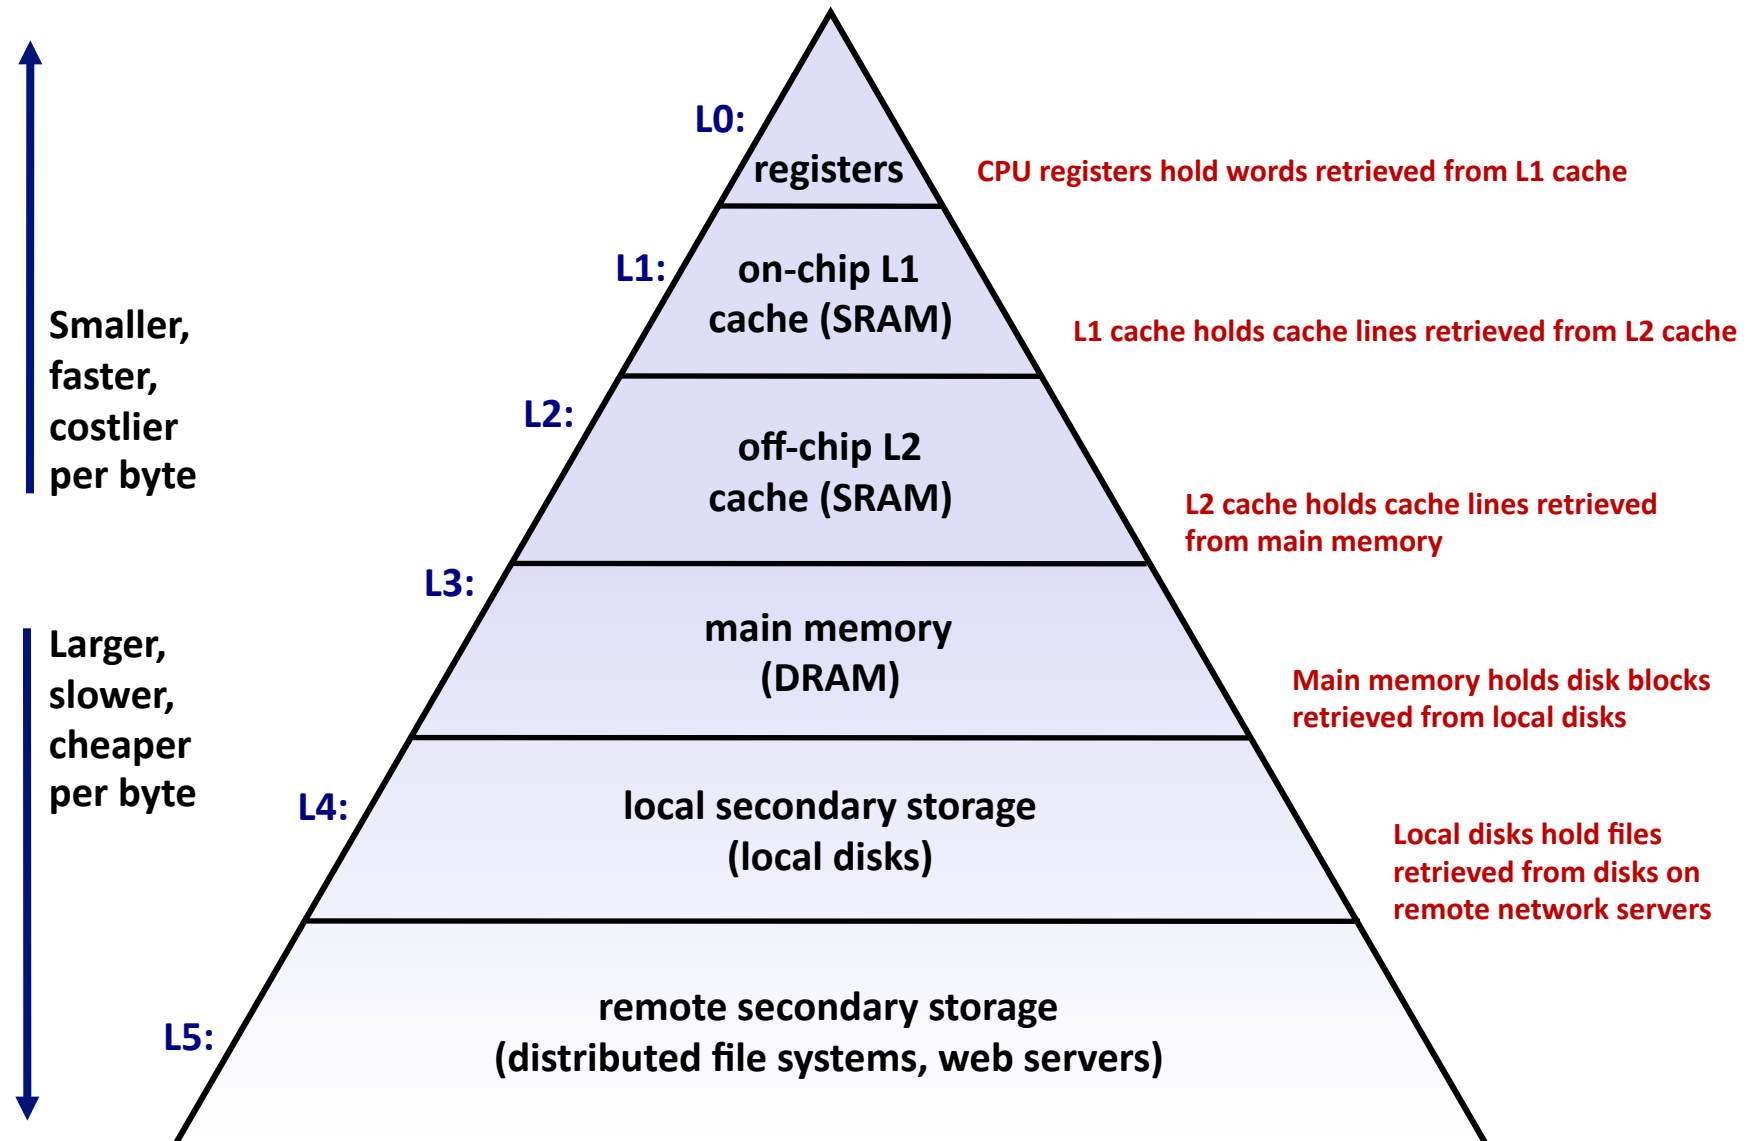 L0:
registers
CPU registers hold words retrieved from L1 cache
L1:
on-chip L1
cache (SRAM)
L1 cache holds cache lines retrieved from L2 cache
Smaller,
faster,
costlier
per byte
L2:
off-chip L2
cache (SRAM)
L2 cache holds cache lines retrieved
from main memory
L3:
main memory
(DRAM)
Main memory holds disk blocks
retrieved from local disks
Larger,
slower,
cheaper
per byte
L4:
local secondary storage
(local disks)
Local disks hold files
retrieved from disks on
remote network servers
L5:
remote secondary storage
(distributed file systems, web servers)